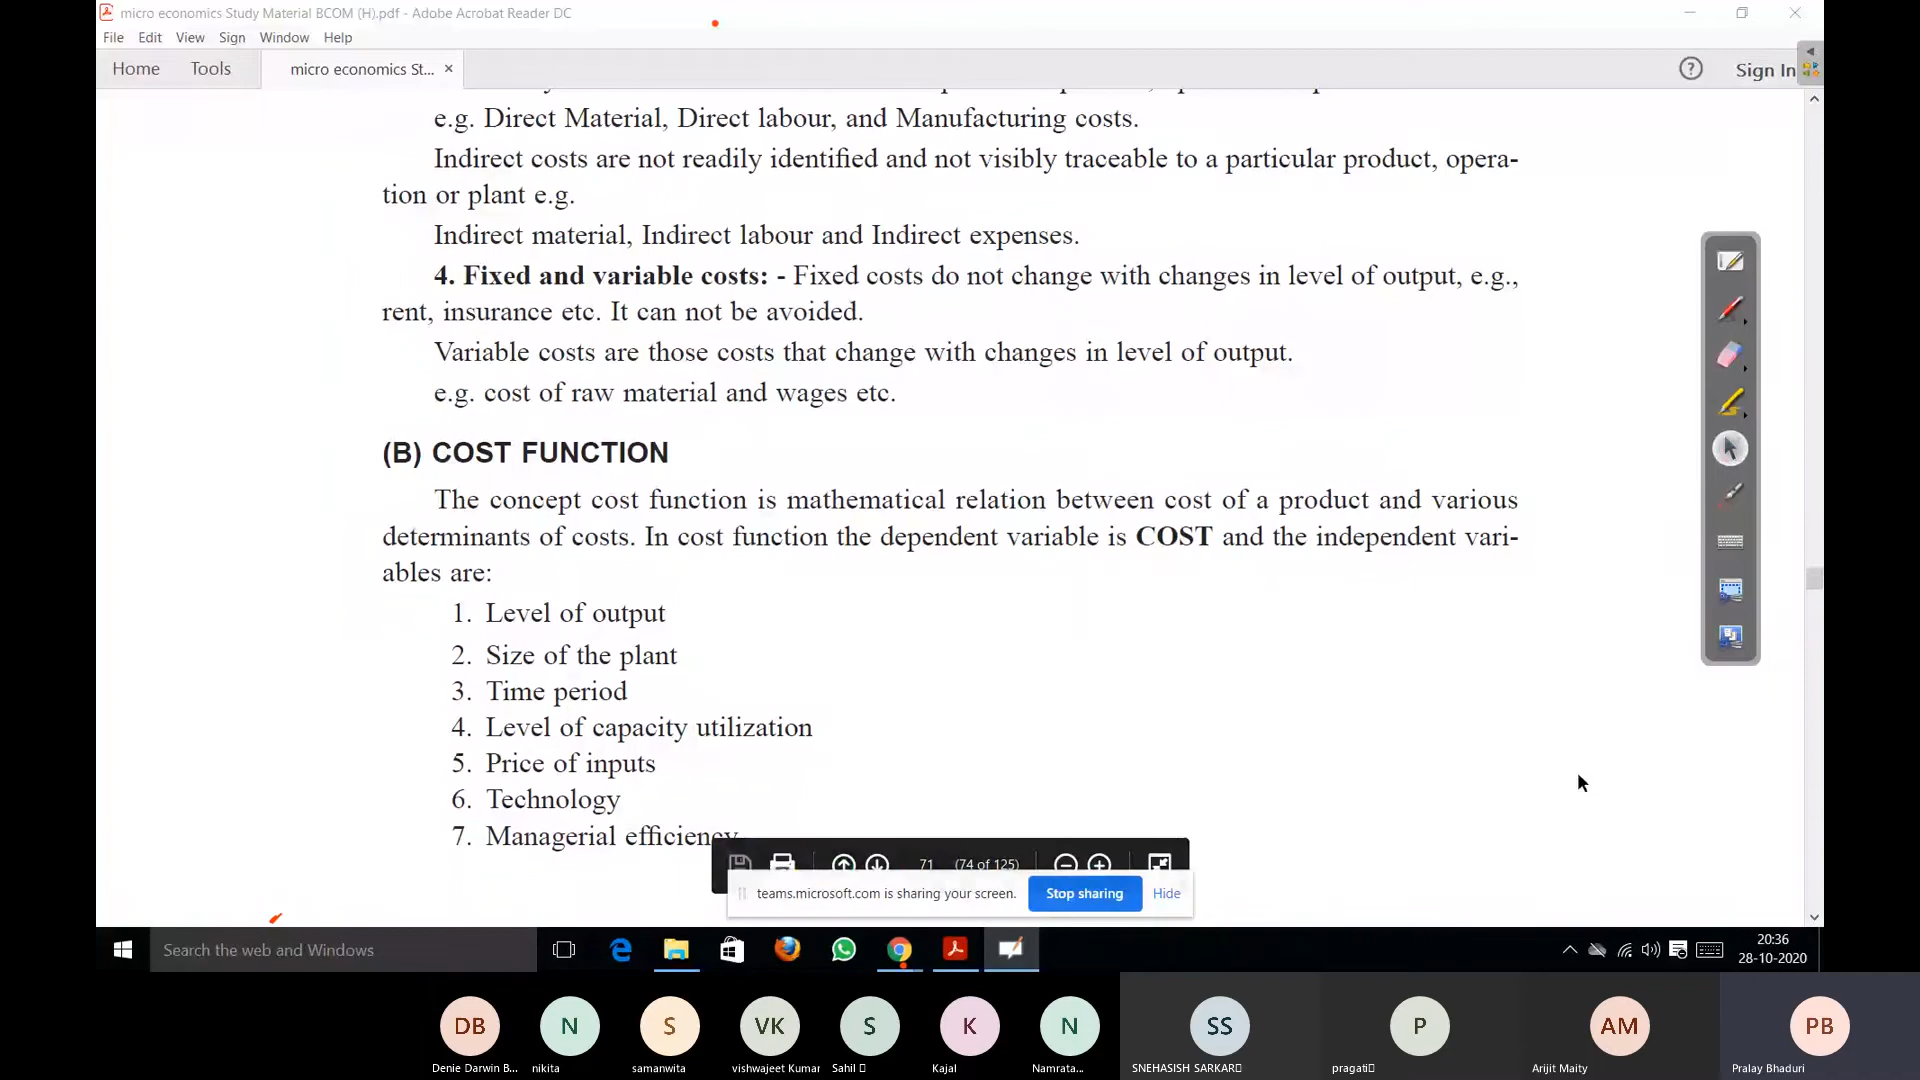 micro economics Study Material BCOM (H).pdf - Adobe Acrobat Reader DC
File Edit View Sign Window Help
Home Tools micro economics St... × Sign In
e.g. Direct Material, Direct labour, and Manufacturing costs.
Indirect costs are not readily identified and not visibly traceable to a particular product, opera-
tion or plant e.g.
Indirect material, Indirect labour and Indirect expenses.
4. Fixed and variable costs: - Fixed costs do not change with changes in level of output, e.g.,
rent, insurance etc. It can not be avoided.
Variable costs are those costs that change with changes in level of output.
e.g. cost of raw material and wages etc.
(B) COST FUNCTION
The concept cost function is mathematical relation between cost of a product and various
determinants of costs. In cost function the dependent variable is COST and the independent vari-
ables are:
1. Level of output
2. Size of the plant
3. Time period
4. Level of capacity utilization
5. Price of inputs
6. Technology
7. Managerial efficiency
71 (74 of 125)
teams.microsoft.com is sharing your screen. Stop sharing Hide
Search the web and Windows
20:36
28-10-2020
DB N S VK S K N SS P AM PB
Denie Darwin B... nikita samanwita vishwajeet Kumar Sahil Kajal Namrata... SNEHASISH SARKAR pragati Arijit Maity Pralay Bhaduri